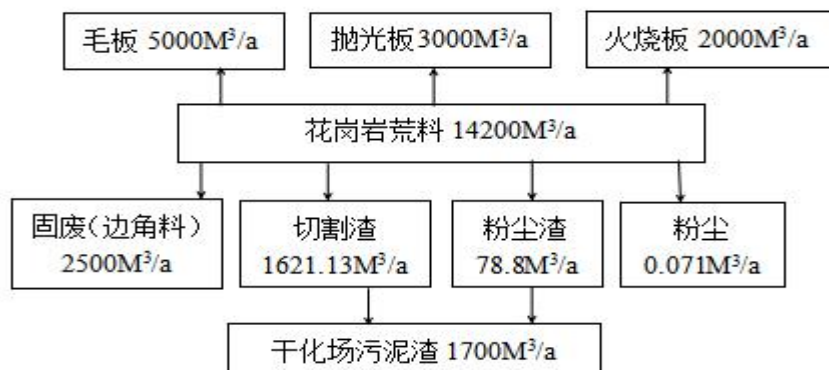 毛板 5000M³/a
抛光板3000M³/a
火烧板 2000M³/a
花岗岩荒料 14200M³/a
固废（边角料）
2500M³/a
切割渣
1621.13M³/a
粉尘渣
78.8M³/a
粉尘
0.071M³/a
干化场污泥渣 1700M³/a